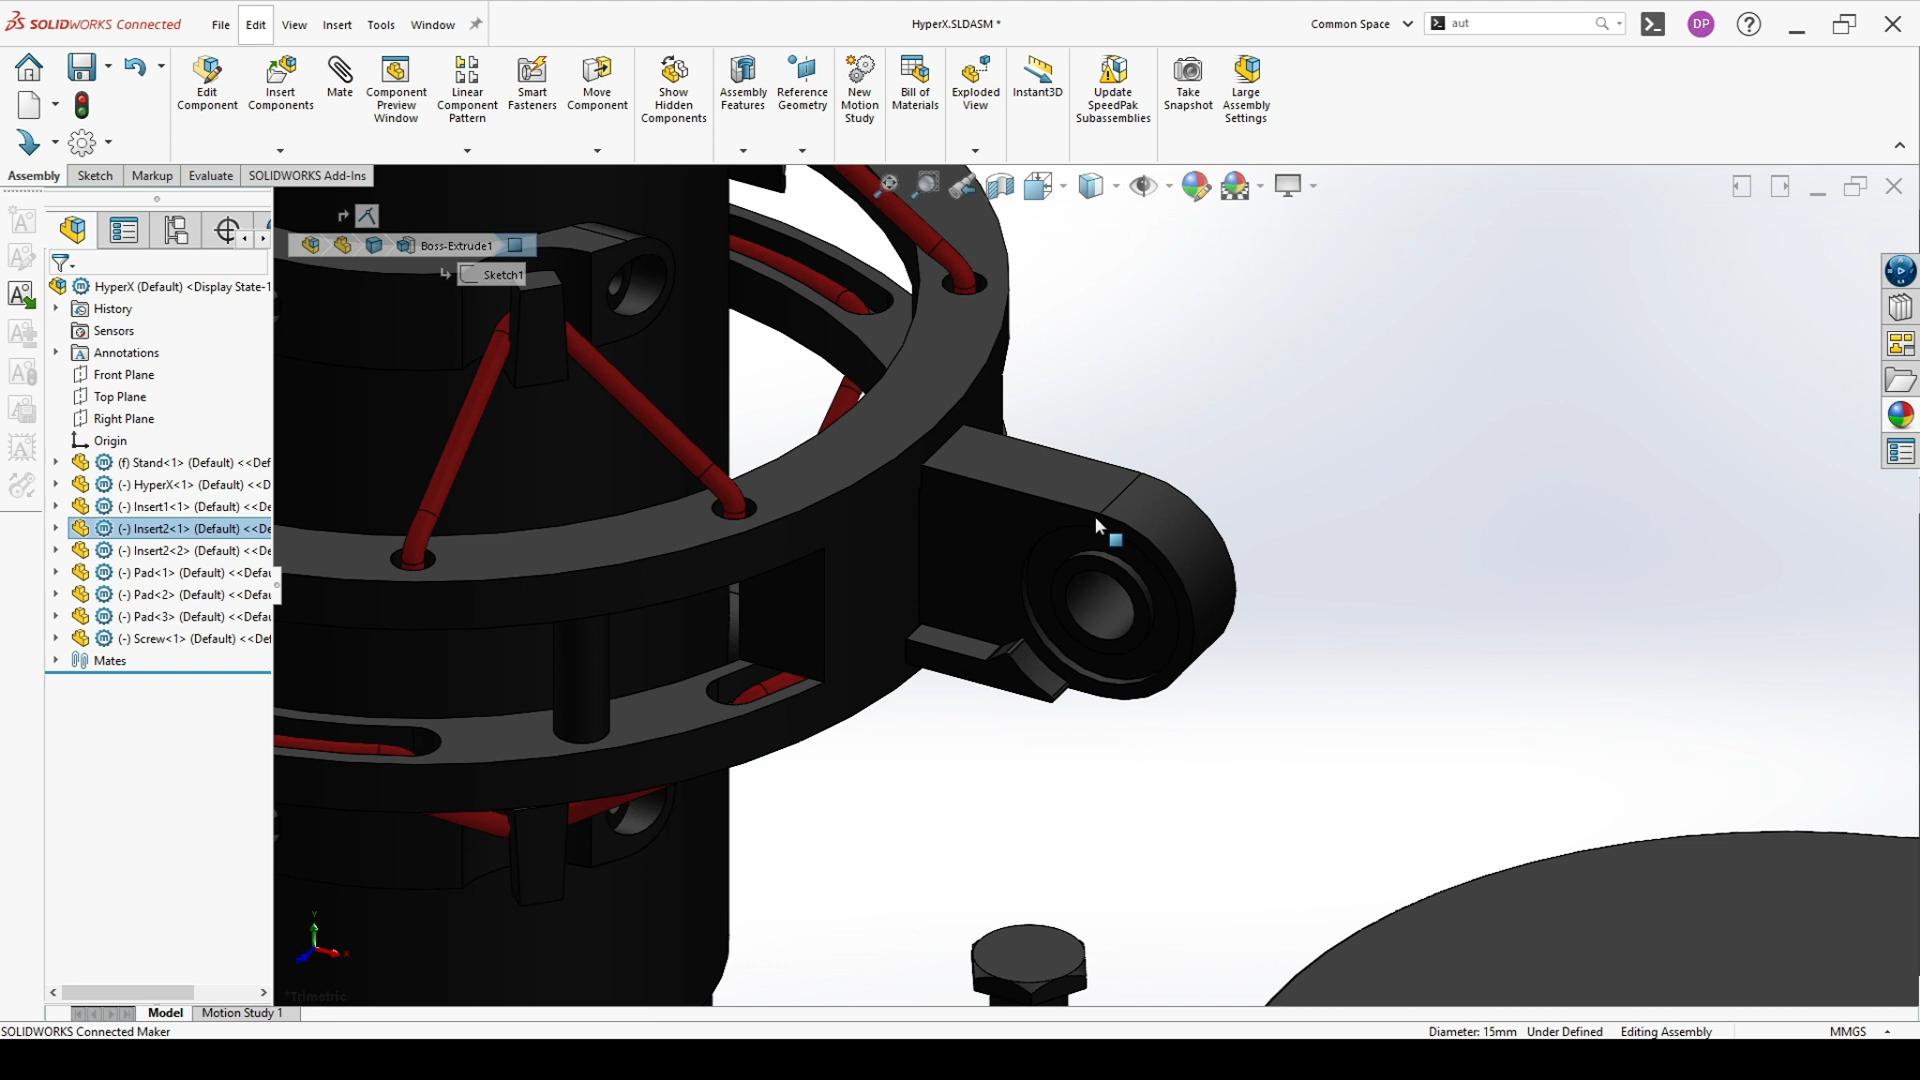 SOLIDWORKS Connected
File
Edit
View
Insert
Tools
Window
HyperX.SLDASM *
Common Space
aut
DP
Edit
Component
Insert
Components
Mate
Component
Preview
Window
Linear
Component
Pattern
Smart
Fasteners
Move
Component
Show
Hidden
Components
Assembly
Features
Reference
Geometry
New
Motion
Study
Bill of
Materials
Exploded
View
Instant3D
Update
SpeedPak
Subassemblies
Take
Snapshot
Large
Assembly
Settings
Assembly
Sketch
Markup
Evaluate
SOLIDWORKS Add-Ins
Boss-Extrude1
Sketch1
HyperX (Default) <Display State-1
History
Sensors
Annotations
Front Plane
Top Plane
Right Plane
Origin
(f) Stand<1> (Default) <<Def
(-) HyperX<1> (Default) <<D
(-) Insert1<1> (Default) <<De
(-) Insert2<1> (Default) <<De
(-) Insert2<2> (Default) <<De
(-) Pad<1> (Default) <<Defau
(-) Pad<2> (Default) <<Defau
(-) Pad<3> (Default) <<Defau
(-) Screw<1> (Default) <<Def
Mates
Y
X
*Trimetric
Model
Motion Study 1
SOLIDWORKS Connected Maker
Diameter: 15mm
Under Defined
Editing Assembly
MMGS